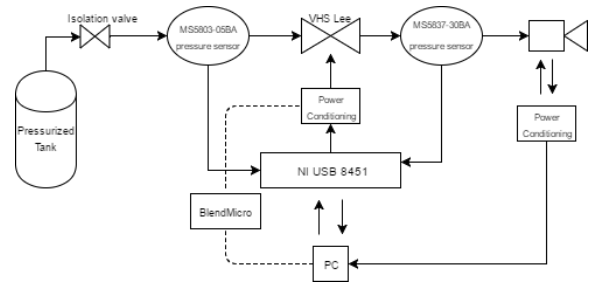 Isolation valve
MS5803-05BA
pressure sensor
VHS Lee
MS5837-30BA
pressure sensor
Pressurized
Tank
Power
Conditioning
Power
Conditioning
NI USB 8451
BlendMicro
PC